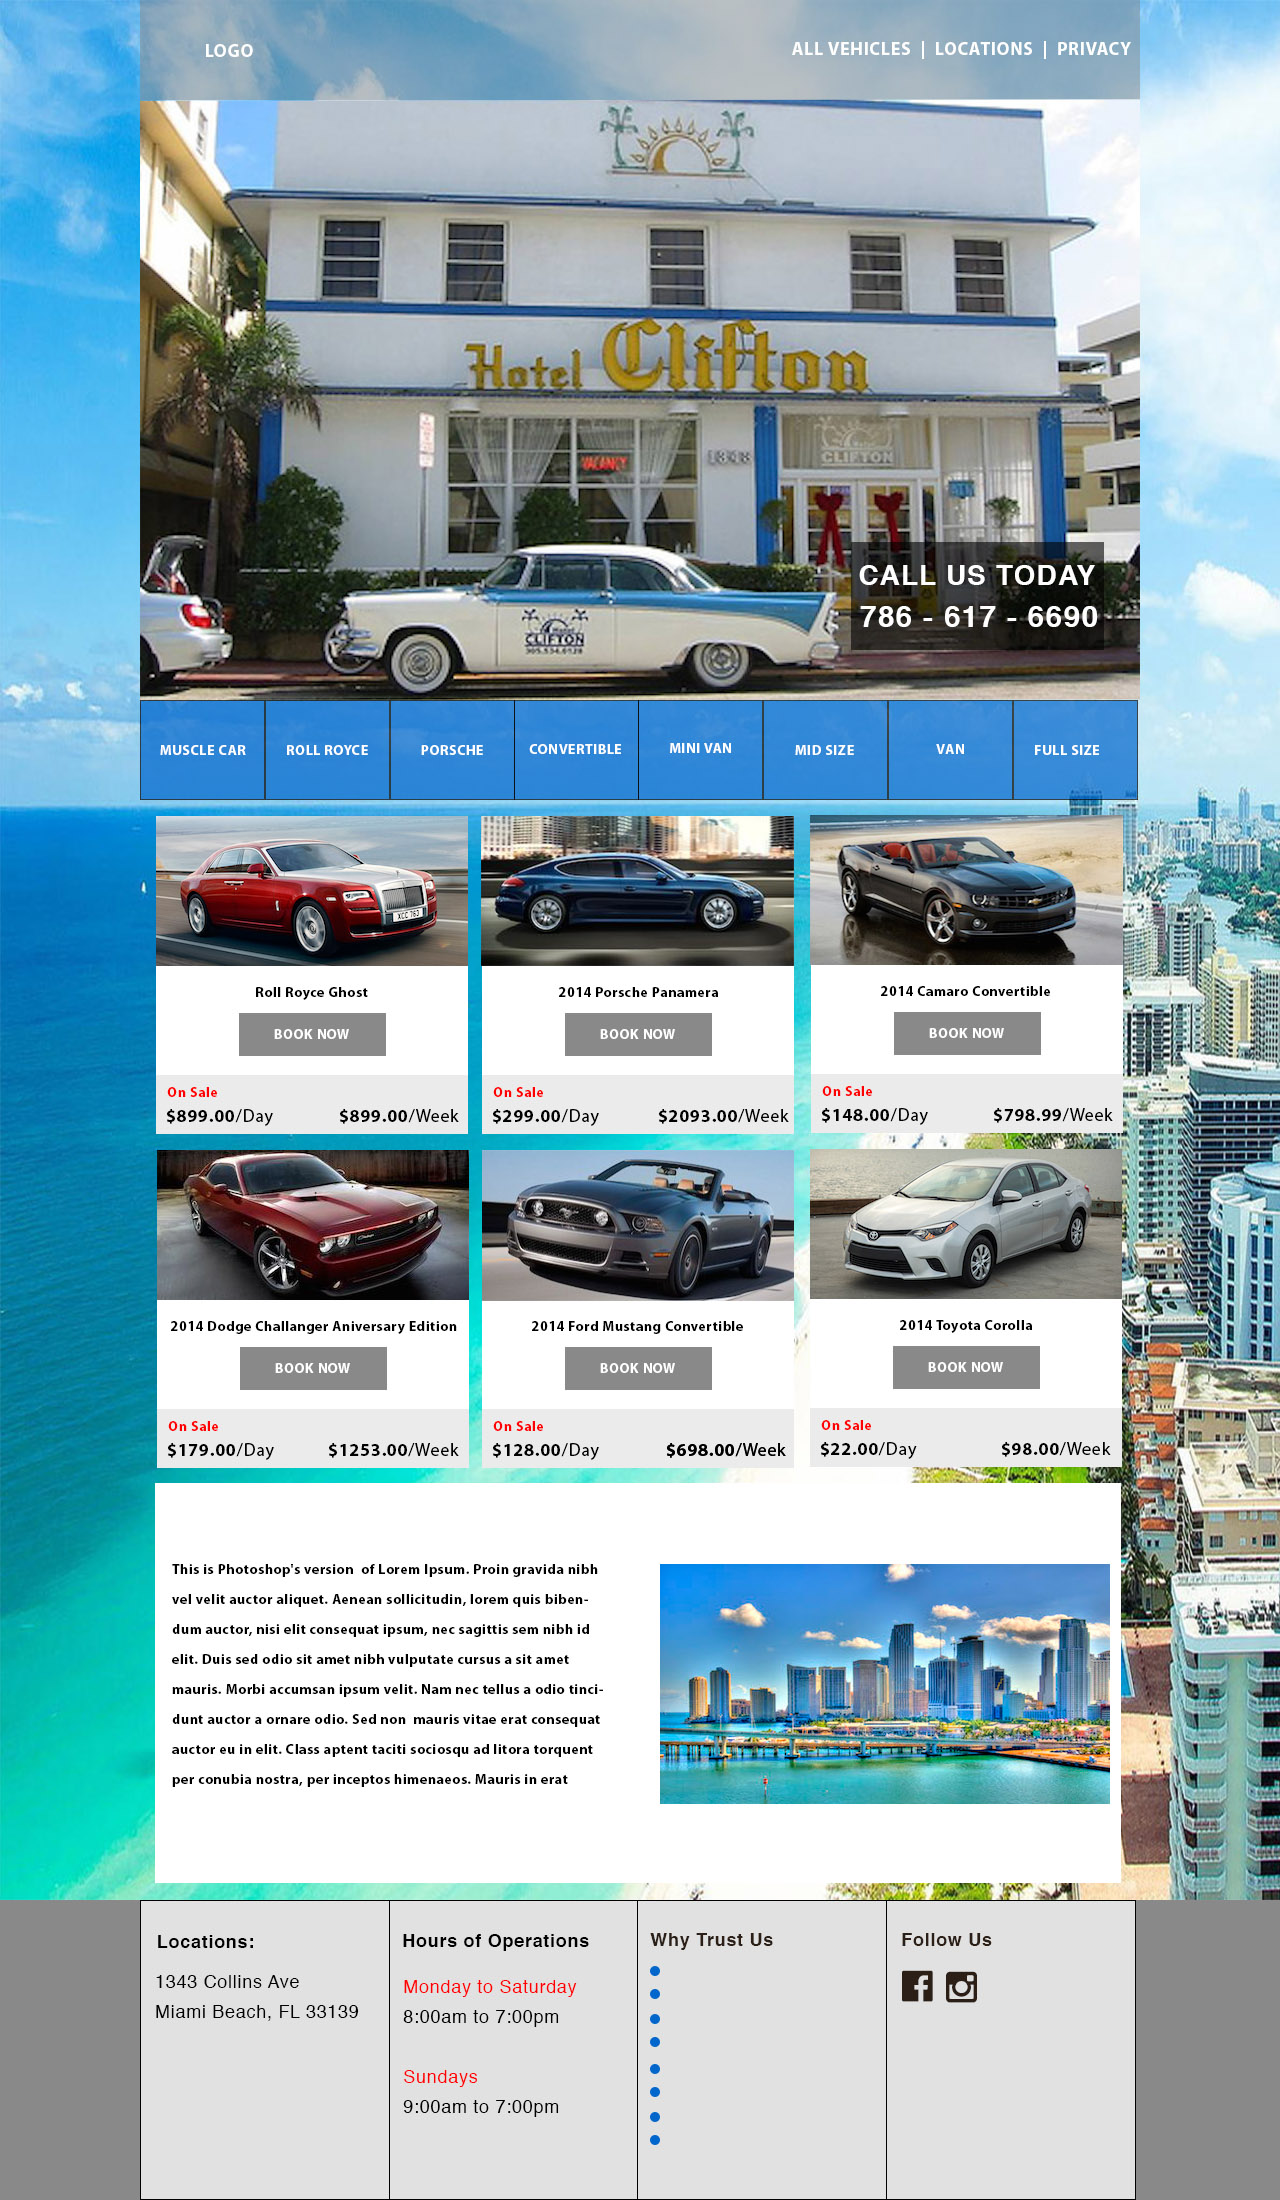 LOGO
ALL VEHICLES | LOCATIONS | PRIVACY
Hotel Clifton
VACANCY
CLIFTON
CLIFTON
305.534.0128
CALL US TODAY
786 - 617 - 6690
MUSCLE CAR
ROLL ROYCE
PORSCHE
CONVERTIBLE
MINI VAN
MID SIZE
VAN
FULL SIZE
XCC 763
Roll Royce Ghost
BOOK NOW
On Sale
$899.00/Day $899.00/Week
2014 Porsche Panamera
BOOK NOW
On Sale
$299.00/Day $2093.00/Week
2014 Camaro Convertible
BOOK NOW
On Sale
$148.00/Day $798.99/Week
2014 Dodge Challanger Aniversary Edition
BOOK NOW
On Sale
$179.00/Day $1253.00/Week
2014 Ford Mustang Convertible
BOOK NOW
On Sale
$128.00/Day $698.00/Week
2014 Toyota Corolla
BOOK NOW
On Sale
$22.00/Day $98.00/Week
This is Photoshop's version of Lorem Ipsum. Proin gravida nibh
vel velit auctor aliquet. Aenean sollicitudin, lorem quis biben-
dum auctor, nisi elit consequat ipsum, nec sagittis sem nibh id
elit. Duis sed odio sit amet nibh vulputate cursus a sit amet
mauris. Morbi accumsan ipsum velit. Nam nec tellus a odio tinci-
dunt auctor a ornare odio. Sed non mauris vitae erat consequat
auctor eu in elit. Class aptent taciti sociosqu ad litora torquent
per conubia nostra, per inceptos himenaeos. Mauris in erat
Locations:
1343 Collins Ave
Miami Beach, FL 33139
Hours of Operations
Monday to Saturday
8:00am to 7:00pm
Sundays
9:00am to 7:00pm
Why Trust Us
Follow Us